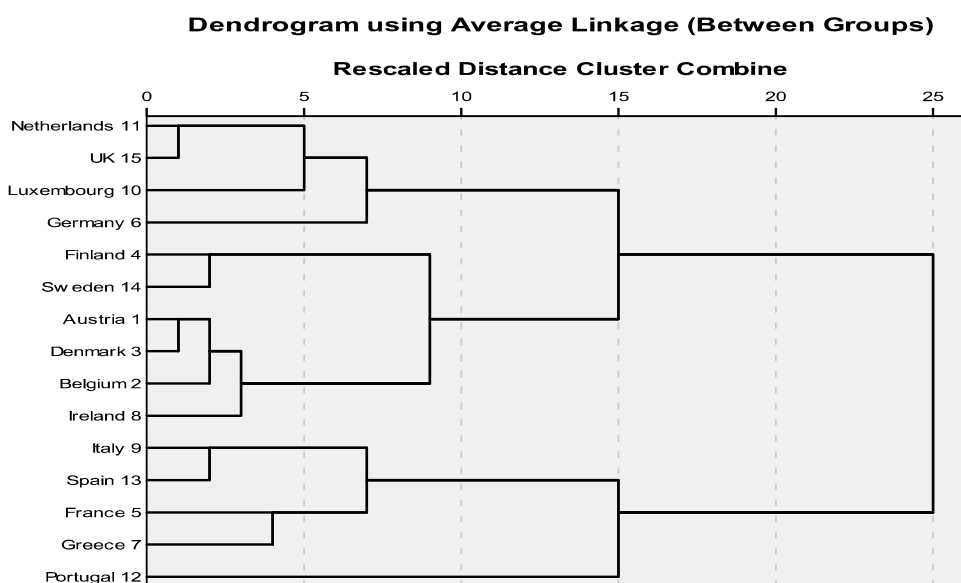 Dendrogram using Average Linkage (Between Groups)
Rescaled Distance Cluster Combine
0 5 10 15 20 25
Netherlands 11
UK 15
Luxembourg 10
Germany 6
Finland 4
Sweden 14
Austria 1
Denmark 3
Belgium 2
Ireland 8
Italy 9
Spain 13
France 5
Greece 7
Portugal 12